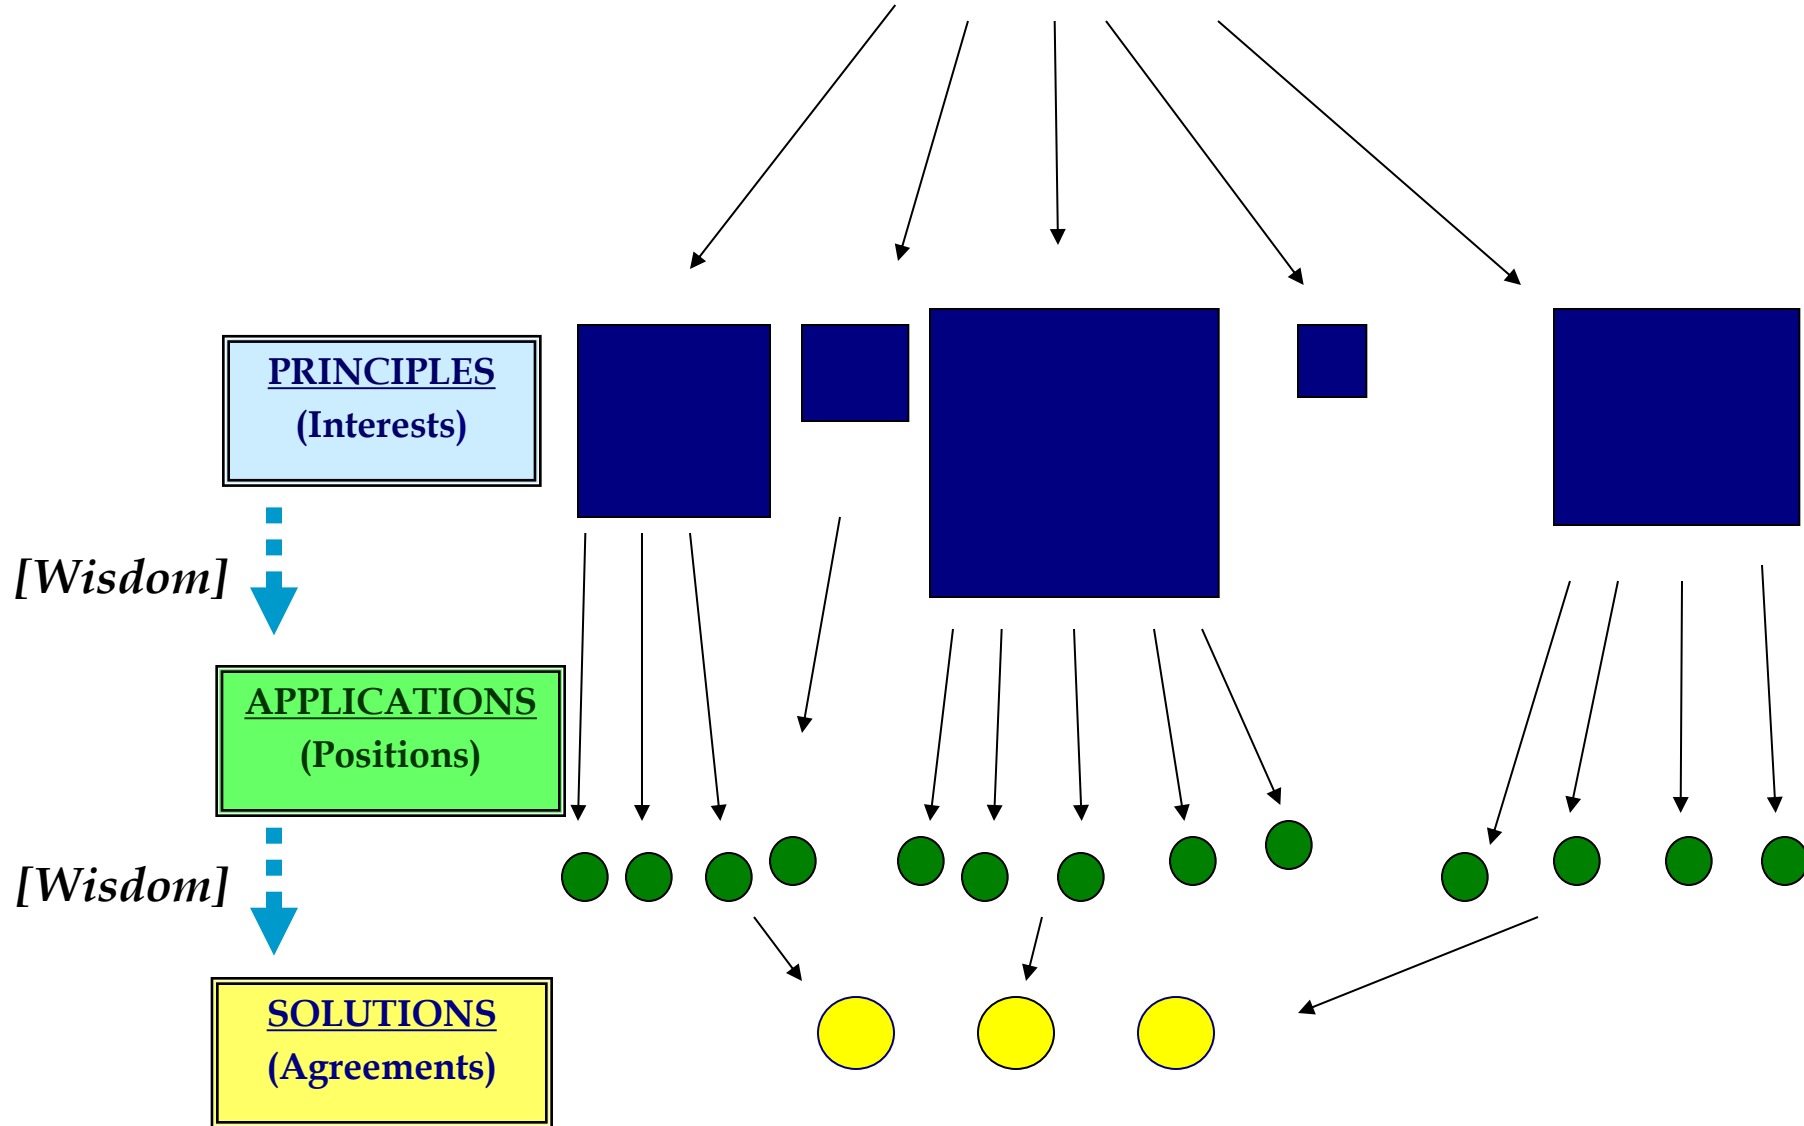 PRINCIPLES
(Interests)
[Wisdom]
APPLICATIONS
(Positions)
[Wisdom]
SOLUTIONS
(Agreements)